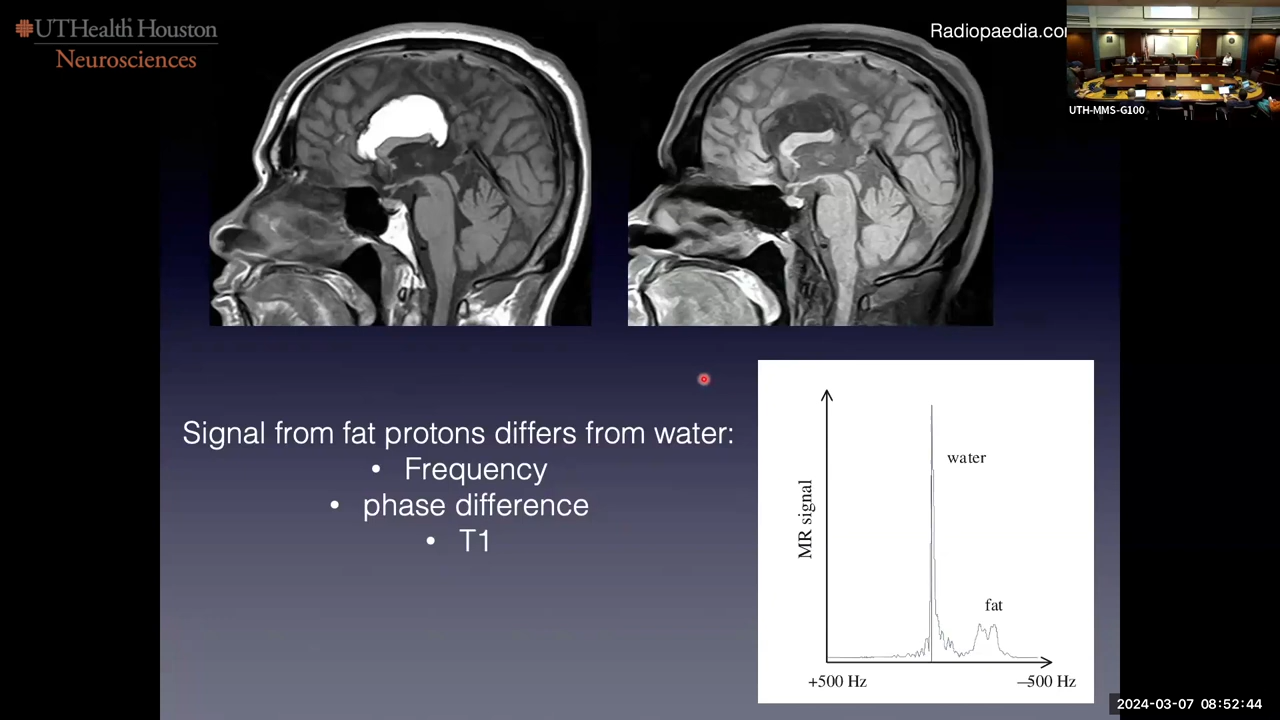 UTHealth Houston
Neurosciences
Radiopaedia.co
UTH-MMS-G100
Signal from fat protons differs from water:
• Frequency
• phase difference
• T1
MR signal
water
fat
+500 Hz
—500 Hz
2024-03-07 08:52:44